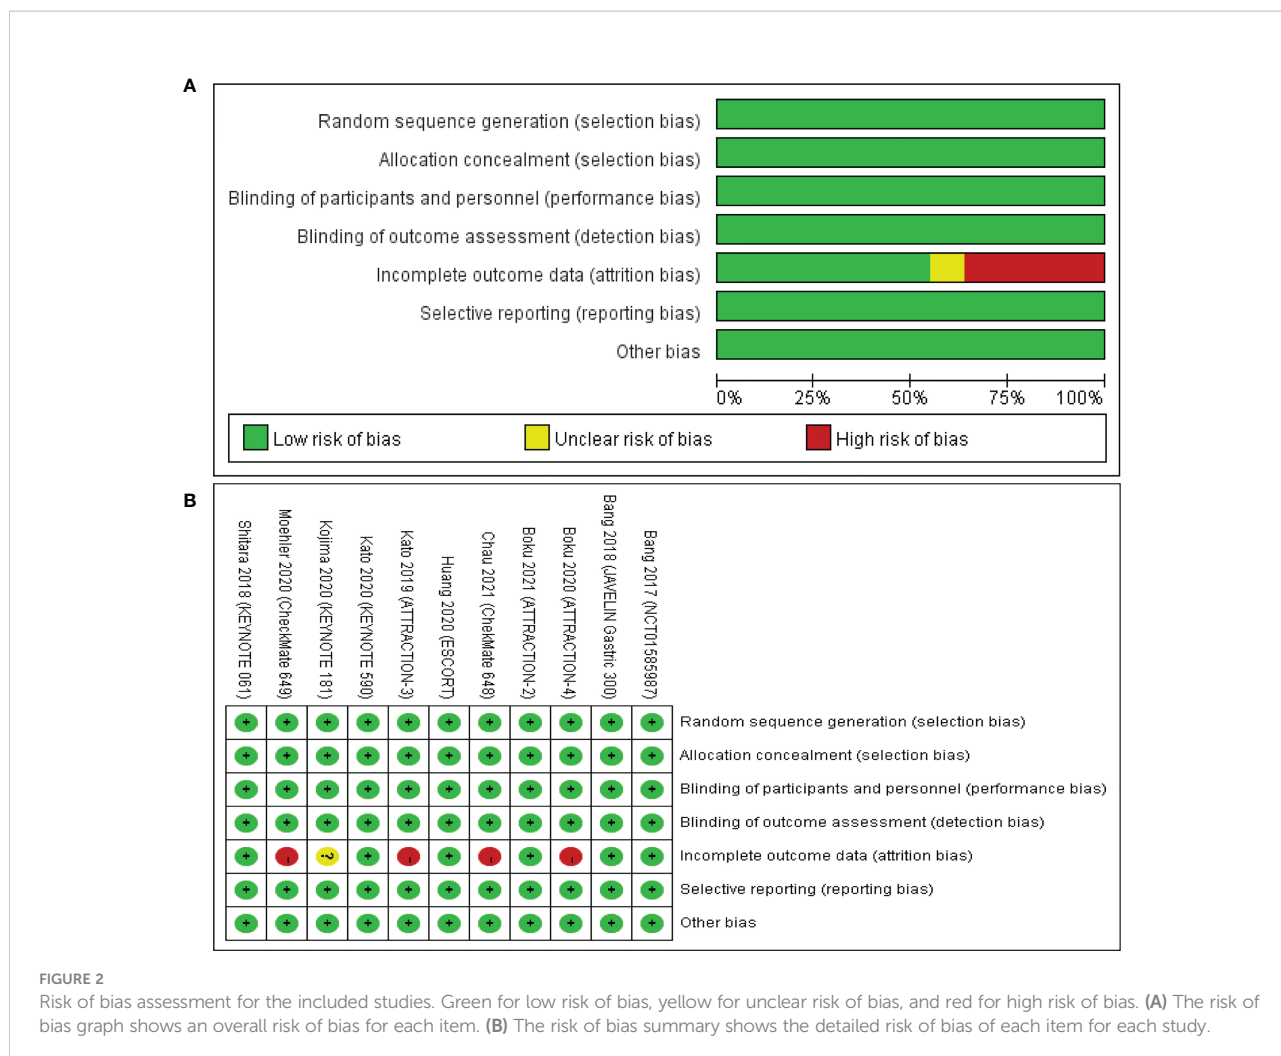 A
Random sequence generation (selection bias)
Allocation concealment (selection bias)
Blinding of participants and personnel (performance bias)
Blinding of outcome assessment (detection bias)
Incomplete outcome data (attrition bias)
Selective reporting (reporting bias)
Other bias
0% 25% 50% 75% 100%
Low risk of bias Unclear risk of bias High risk of bias
B
Shitara 2018 (KEYNOTE 061)
Moehler 2020 (CheckMate 649)
Kojima 2020 (KEYNOTE 181)
Kato 2020 (KEYNOTE 590)
Kato 2019 (ATTRACTION-3)
Huang 2020 (ESCORT)
Chau 2021 (ChekMate 648)
Boku 2021 (ATTRACTION-2)
Boku 2020 (ATTRACTION-4)
Bang 2018 (JAVELIN Gastric 300)
Bang 2017 (NCT01585987)
+ + + + + + + + + + + Random sequence generation (selection bias)
+ + + + + + + + + + + Allocation concealment (selection bias)
+ + + + + + + + + + + Blinding of participants and personnel (performance bias)
+ + + + + + + + + + + Blinding of outcome assessment (detection bias)
+ - ? + - + - + - + + Incomplete outcome data (attrition bias)
+ + + + + + + + + + + Selective reporting (reporting bias)
+ + + + + + + + + + + Other bias
FIGURE 2
Risk of bias assessment for the included studies. Green for low risk of bias, yellow for unclear risk of bias, and red for high risk of bias. (A) The risk of
bias graph shows an overall risk of bias for each item. (B) The risk of bias summary shows the detailed risk of bias of each item for each study.